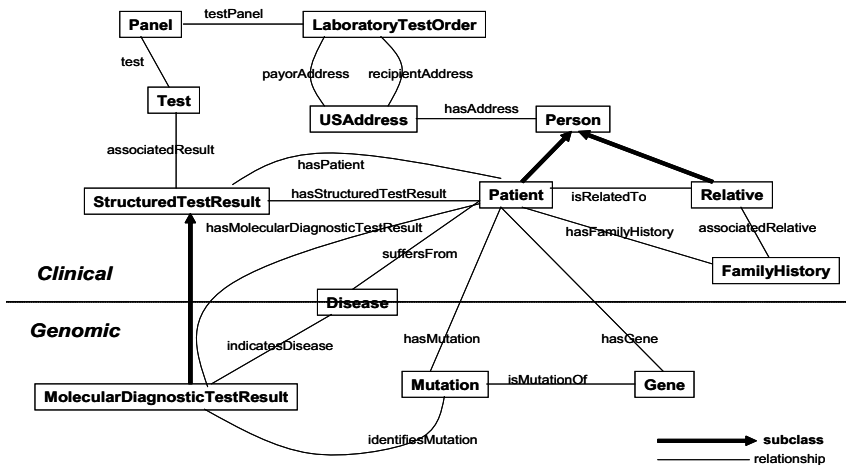 testPanel
Panel
LaboratoryTestOrder
test
payorAddress
recipientAddress
Test
hasAddress
USAddress
Person
associatedResult
hasPatient
hasStructuredTestResult
StructuredTestResult
Patient
isRelatedTo
Relative
hasMolecularDiagnosticTestResult
hasFamilyHistory
associatedRelative
suffersFrom
Clinical
FamilyHistory
Disease
Genomic
indicatesDisease
hasMutation
hasGene
MolecularDiagnosticTestResult
Mutation
isMutationOf
Gene
identifiesMutation
subclass
relationship